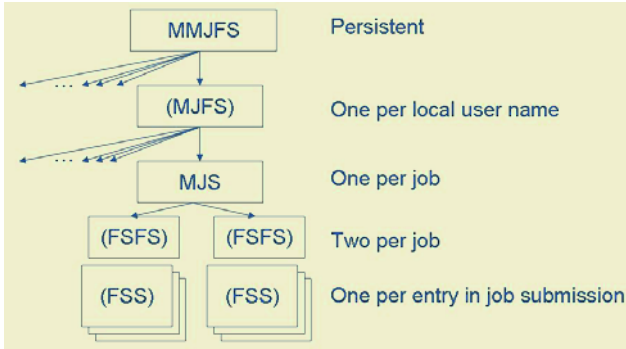 MMJFS Persistent
...
(MJFS) One per local user name
...
MJS One per job
(FSFS) (FSFS) Two per job
(FSS) (FSS) One per entry in job submission